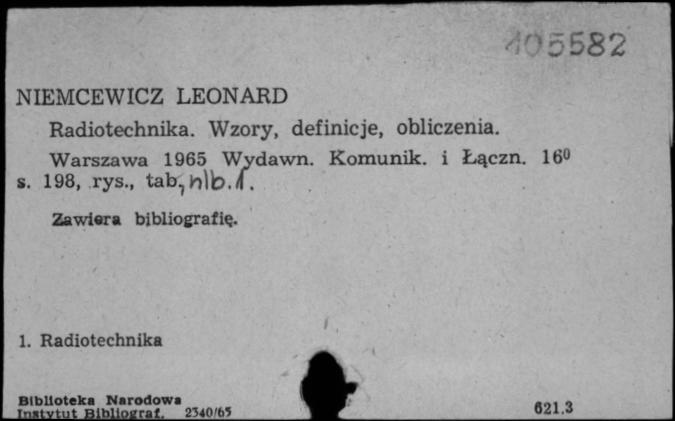 105582
NIEMCEWICZ LEONARD
Radiotechnika. Wzory, definicje, obliczenia.
Warszawa 1965 Wydawn. Komunik. i Łączn. 16⁰
s. 198, rys., tab, nlb. 1.
Zawiera bibliografię.
1. Radiotechnika
Biblioteka Narodowa
Instytut Bibliograf. 2340/65
621.3